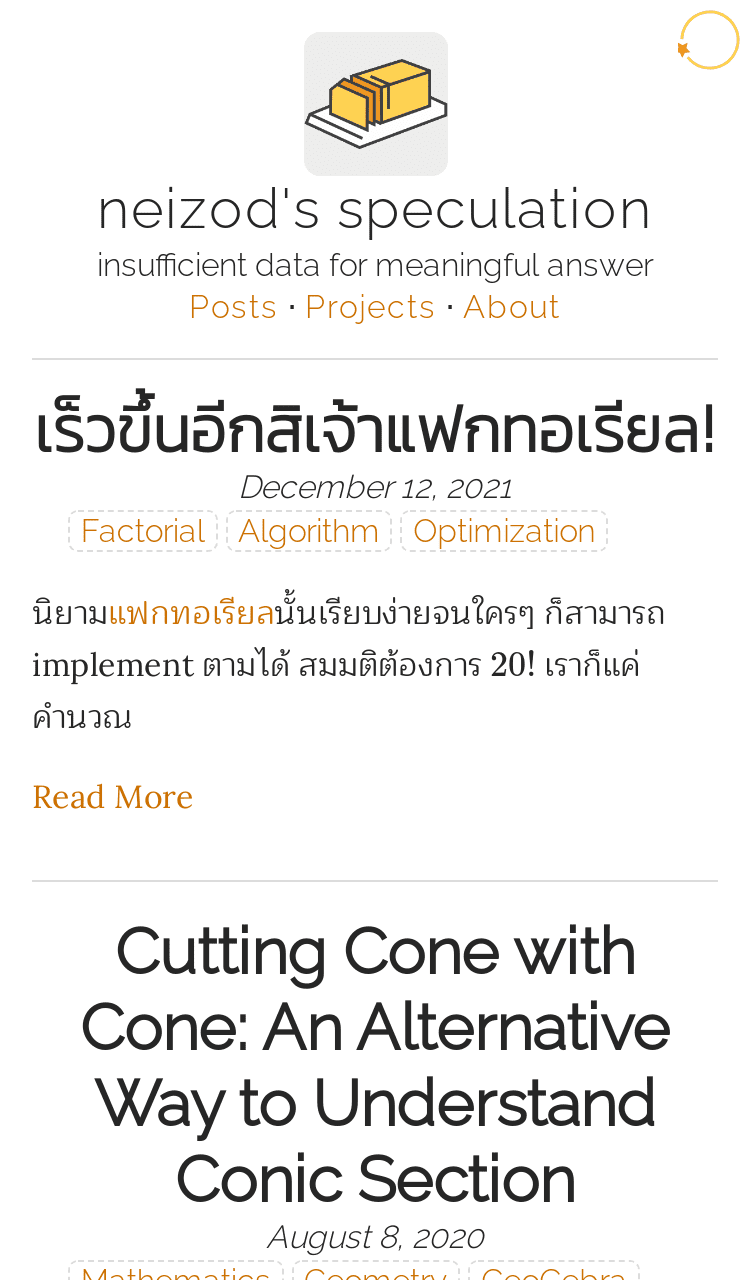 neizod's speculation
insufficient data for meaningful answer
Posts · Projects · About
เร็วขึ้นอีกสิเจ้าแฟกทอเรียล!
December 12, 2021
Factorial Algorithm Optimization
นิยามแฟกทอเรียลนั้นเรียบง่ายจนใครๆ ก็สามารถ
implement ตามได้ สมมติต้องการ 20! เราก็แค่
คำนวณ
Read More
Cutting Cone with
Cone: An Alternative
Way to Understand
Conic Section
August 8, 2020
Mathematics Geometry GeoGebra